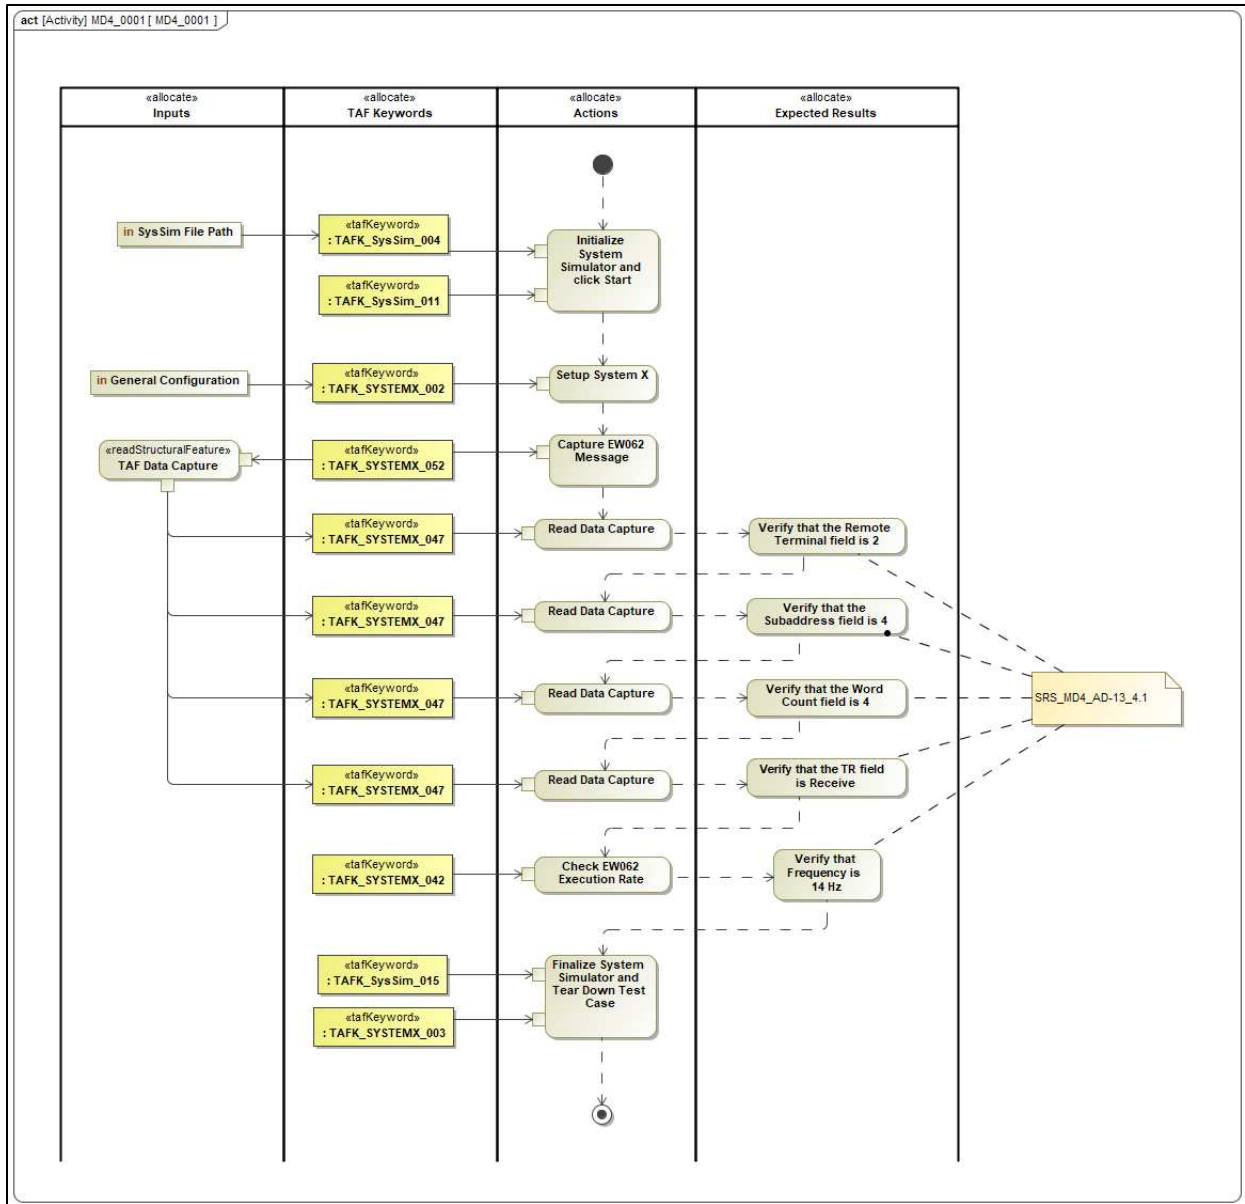 act [Activity] MD4_0001 [ MD4_0001 ]
«allocate»
Inputs
«allocate»
TAF Keywords
«allocate»
Actions
«allocate»
Expected Results
in SysSim File Path
«tafKeyword»
: TAFK_SysSim_004
«tafKeyword»
: TAFK_SysSim_011
Initialize
System
Simulator and
click Start
in General Configuration
«tafKeyword»
: TAFK_SYSTEMX_002
Setup System X
«readStructuralFeature»
TAF Data Capture
«tafKeyword»
: TAFK_SYSTEMX_052
Capture EW062
Message
«tafKeyword»
: TAFK_SYSTEMX_047
Read Data Capture
Verify that the Remote
Terminal field is 2
«tafKeyword»
: TAFK_SYSTEMX_047
Read Data Capture
Verify that the
Subaddress field is 4
«tafKeyword»
: TAFK_SYSTEMX_047
Read Data Capture
Verify that the Word
Count field is 4
SRS_MD4_AD-13_4.1
«tafKeyword»
: TAFK_SYSTEMX_047
Read Data Capture
Verify that the TR field
is Receive
«tafKeyword»
: TAFK_SYSTEMX_042
Check EW062
Execution Rate
Verify that
Frequency is
14 Hz
«tafKeyword»
: TAFK_SysSim_015
«tafKeyword»
: TAFK_SYSTEMX_003
Finalize System
Simulator and
Tear Down Test
Case